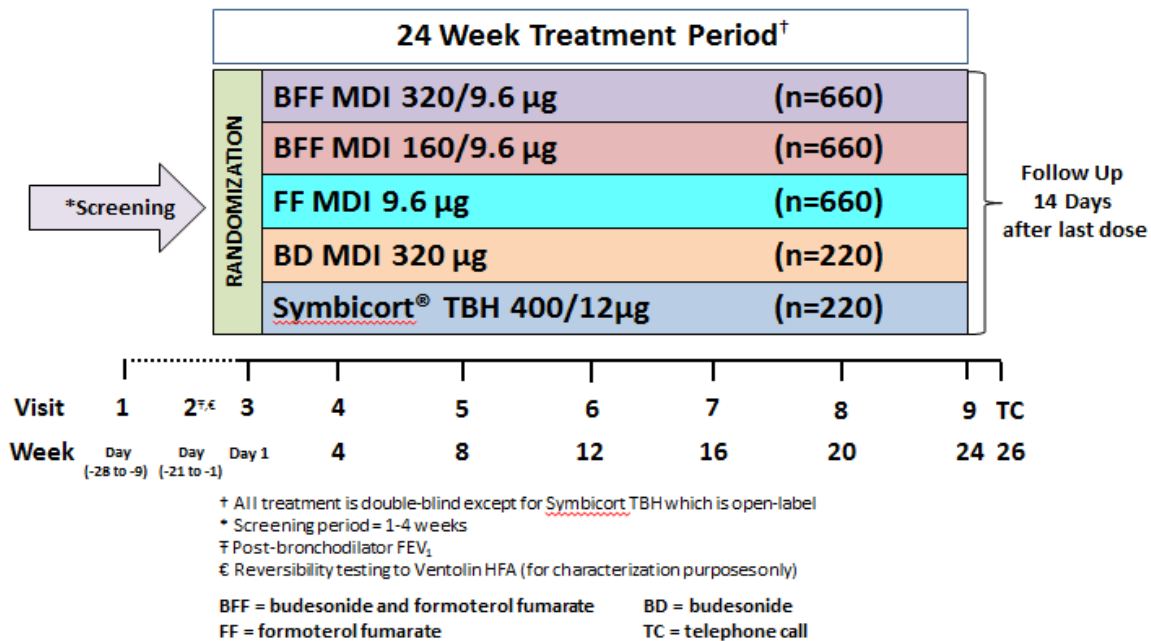 24 Week Treatment Period†
RANDOMIZATION
BFF MDI 320/9.6 µg (n=660)
BFF MDI 160/9.6 µg (n=660)
*Screening
FF MDI 9.6 µg (n=660)
BD MDI 320 µg (n=220)
Symbicort® TBH 400/12µg (n=220)
Follow Up
14 Days
after last dose
Visit 1 2Ŧ,€ 3 4 5 6 7 8 9 TC
Week Day (-28 to -9) Day (-21 to -1) Day 1 4 8 12 16 20 24 26
† All treatment is double-blind except for Symbicort TBH which is open-label
* Screening period = 1-4 weeks
Ŧ Post-bronchodilator FEV₁
€ Reversibility testing to Ventolin HFA (for characterization purposes only)
BFF = budesonide and formoterol fumarate BD = budesonide
FF = formoterol fumarate TC = telephone call